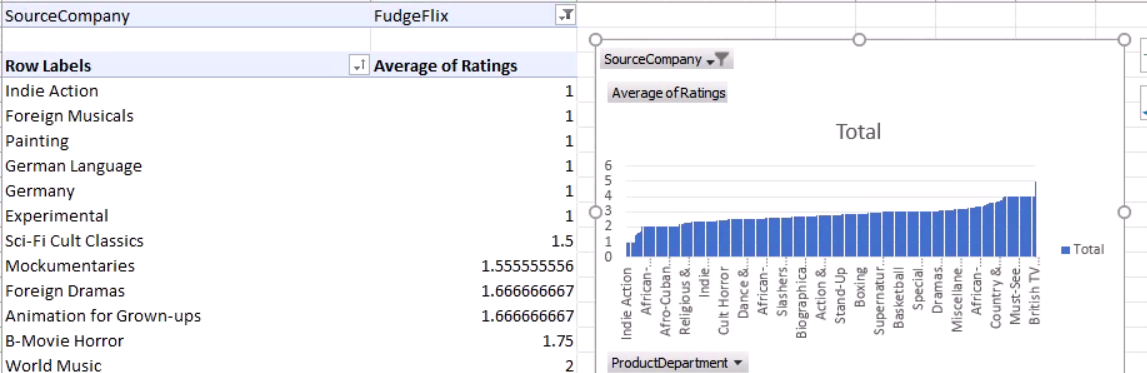 SourceCompany FudgeFlix
Row Labels Average of Ratings
Indie Action 1
Foreign Musicals 1
Painting 1
German Language 1
Germany 1
Experimental 1
Sci-Fi Cult Classics 1.5
Mockumentaries 1.555555556
Foreign Dramas 1.666666667
Animation for Grown-ups 1.666666667
B-Movie Horror 1.75
World Music 2
SourceCompany
Average of Ratings
Total
6
5
4
3
2
1
0
Total
Indie Action
African-...
Afro-Cuban...
Religious &...
Indie...
Cult Horror
Dance &...
African-...
Slashers...
Biographica...
Action &...
Stand-Up
Boxing
Supernatur...
Basketball
Special...
Dramas...
Miscellane...
African-...
Country &...
Must-See...
British TV...
ProductDepartment